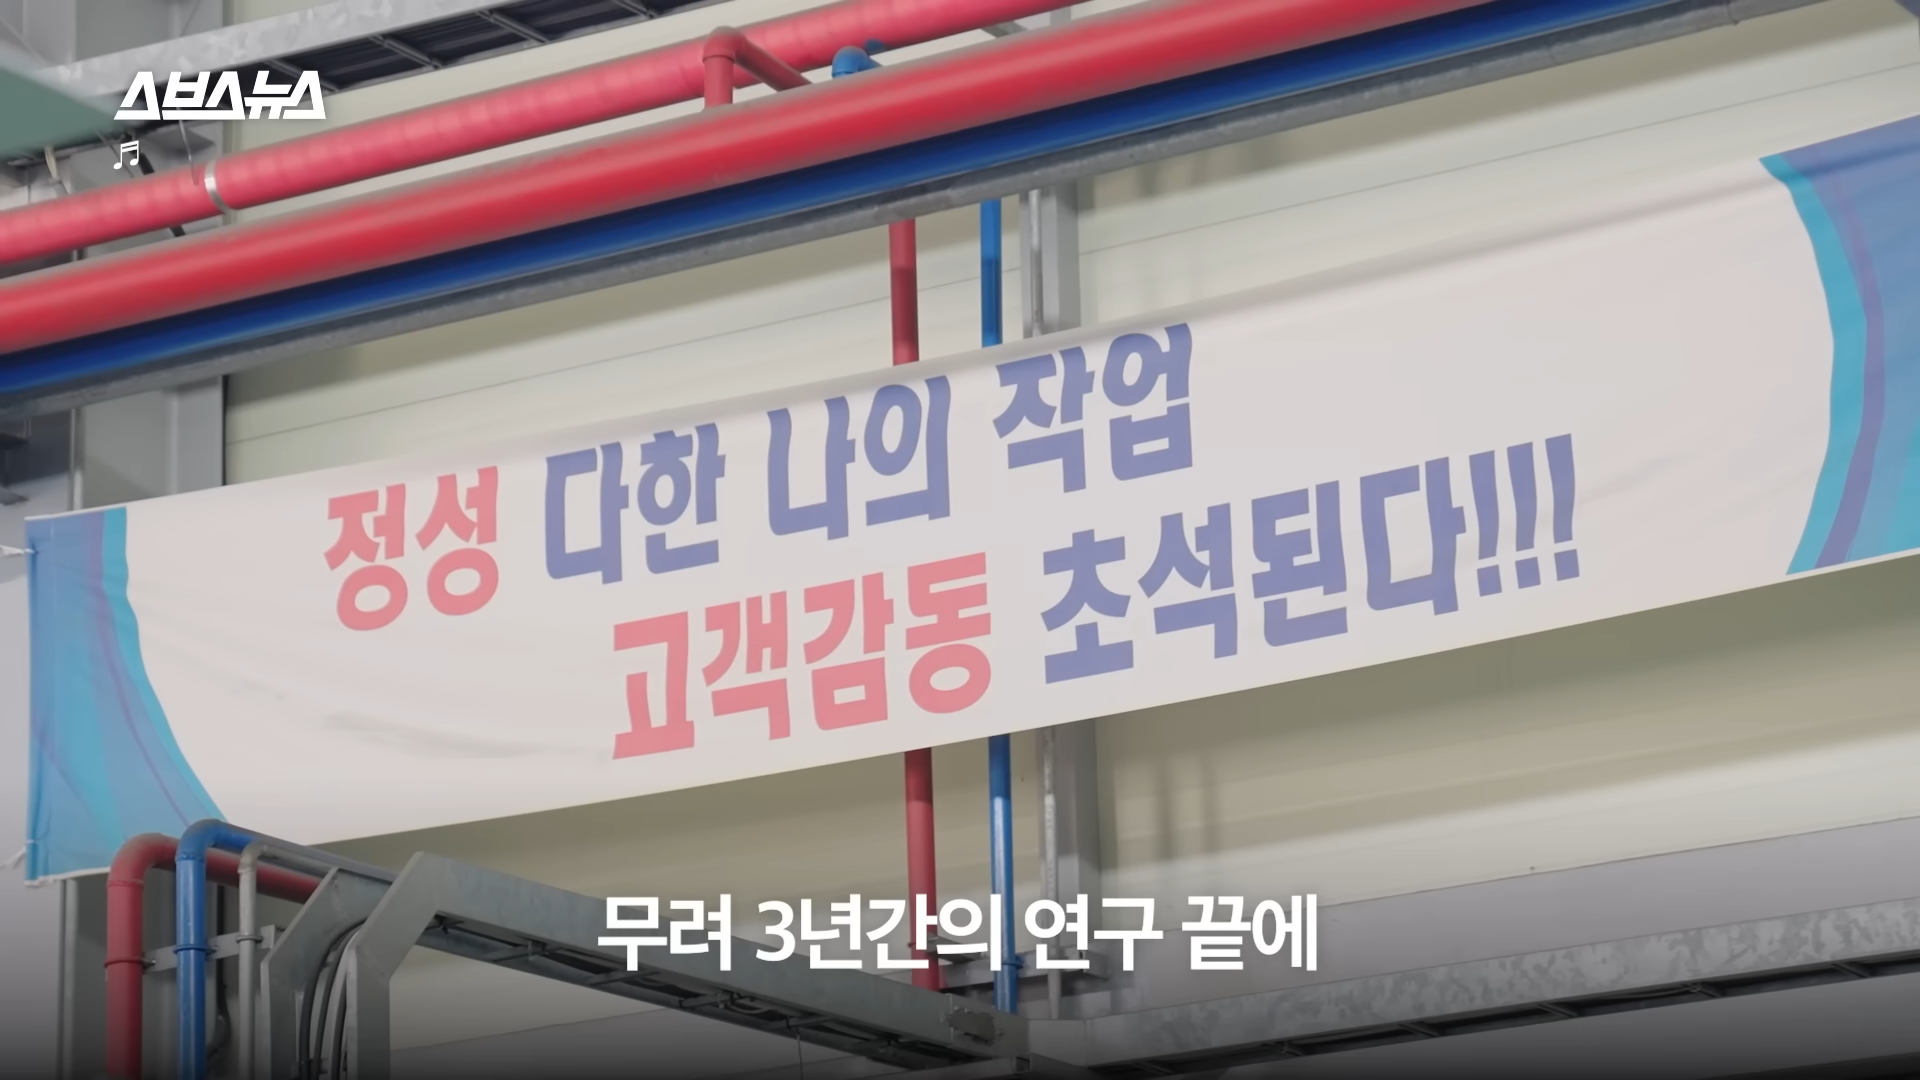 스브스뉴스
정성 다한 나의 작업
고객감동 초석된다!!!
무려 3년간의 연구 끝에